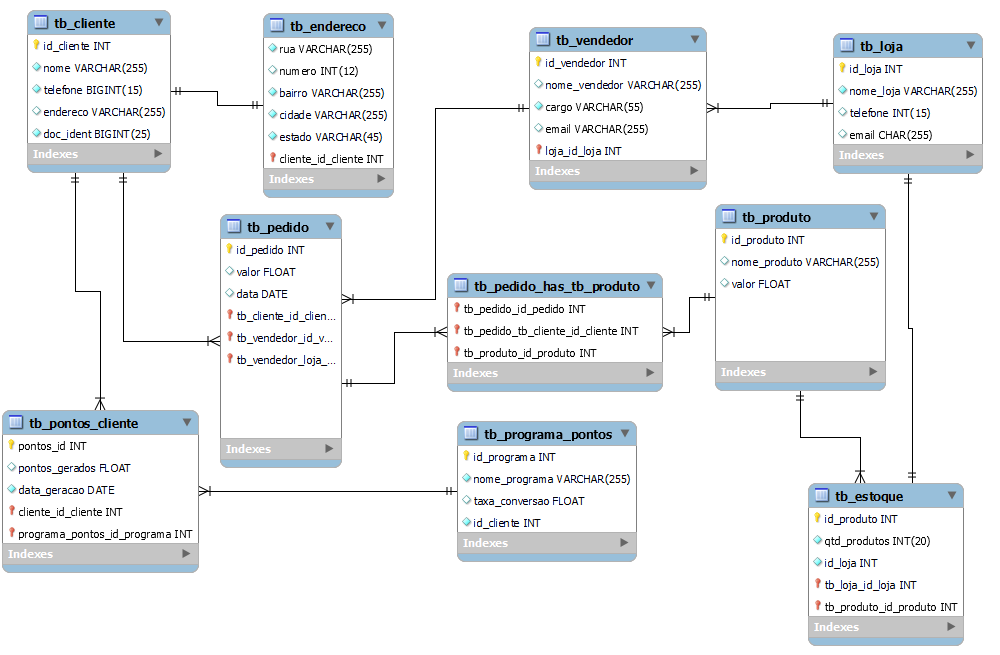 tb_cliente
id_cliente INT
nome VARCHAR(255)
telefone BIGINT(15)
endereco VARCHAR(255)
doc_ident BIGINT(25)
Indexes
tb_endereco
rua VARCHAR(255)
numero INT(12)
bairro VARCHAR(255)
cidade VARCHAR(255)
estado VARCHAR(45)
cliente_id_cliente INT
Indexes
tb_vendedor
id_vendedor INT
nome_vendedor VARCHAR(255)
cargo VARCHAR(55)
email VARCHAR(255)
loja_id_loja INT
Indexes
tb_loja
id_loja INT
nome_loja VARCHAR(255)
telefone INT(15)
email CHAR(255)
Indexes
tb_pedido
id_pedido INT
valor FLOAT
data DATE
tb_cliente_id_clien...
tb_vendedor_id_v...
tb_vendedor_loja_...
Indexes
tb_pedido_has_tb_produto
tb_pedido_id_pedido INT
tb_pedido_tb_cliente_id_cliente INT
tb_produto_id_produto INT
Indexes
tb_produto
id_produto INT
nome_produto VARCHAR(255)
valor FLOAT
Indexes
tb_pontos_cliente
pontos_id INT
pontos_gerados FLOAT
data_geracao DATE
cliente_id_cliente INT
programa_pontos_id_programa INT
Indexes
tb_programa_pontos
id_programa INT
nome_programa VARCHAR(255)
taxa_conversao FLOAT
id_cliente INT
Indexes
tb_estoque
id_produto INT
qtd_produtos INT(20)
id_loja INT
tb_loja_id_loja INT
tb_produto_id_produto INT
Indexes